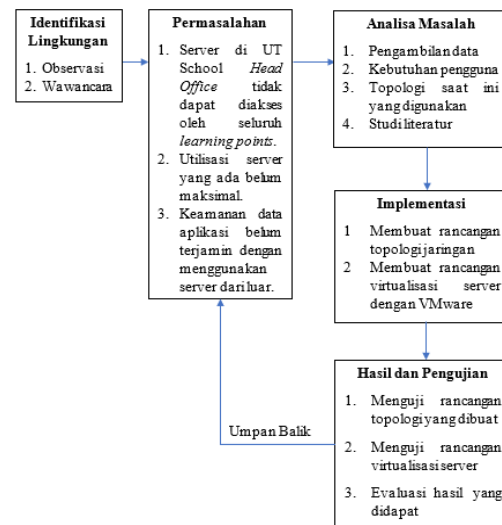 Identifikasi
Lingkungan
1. Observasi
2. Wawancara
Permasalahan
1. Server di UT
School Head
Office tidak
dapat diakses
oleh seluruh
learning points.
2. Utilisasi server
yang ada belum
maksimal.
3. Keamanan data
aplikasi belum
terjamin dengan
menggunakan
server dari luar.
Analisa Masalah
1. Pengambilan data
2. Kebutuhan pengguna
3. Topologi saat ini
yang digunakan
4. Studi literatur
Implementasi
1 Membuat rancangan
topologi jaringan
2 Membuat rancangan
virtualisasi server
dengan VMware
Hasil dan Pengujian
1. Menguji rancangan
topologi yang dibuat
2. Menguji rancangan
virtualisasi server
3. Evaluasi hasil yang
didapat
Umpan Balik